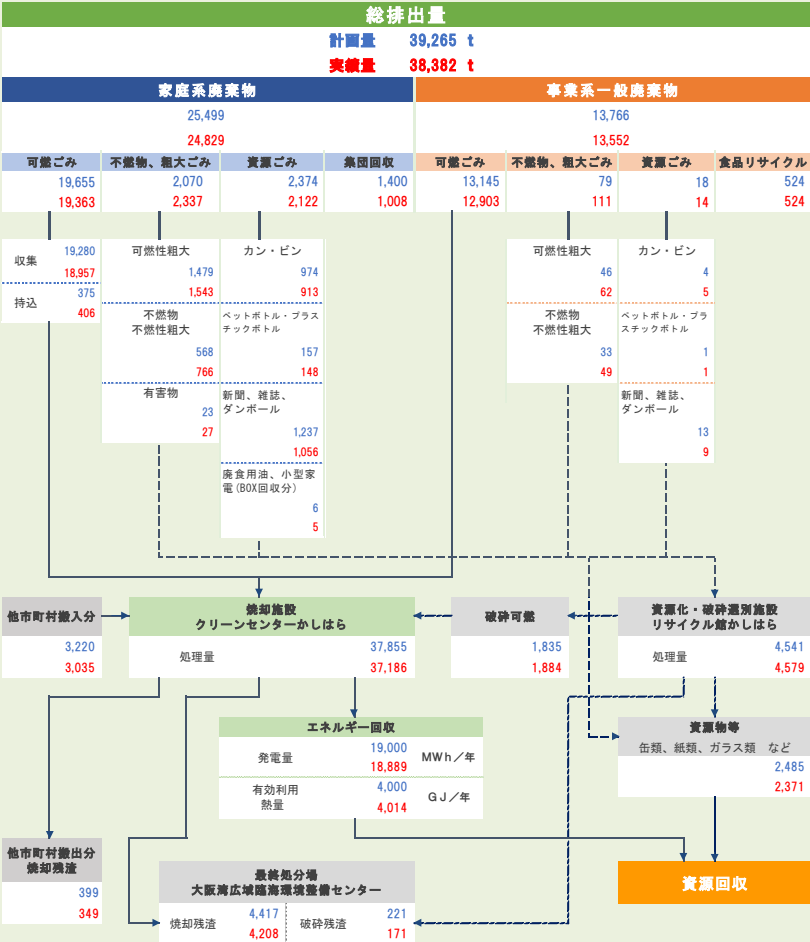 総排出量
計画量 39,265 t
実績量 38,382 t
家庭系廃棄物 事業系一般廃棄物
25,499 13,766
24,829 13,552
可燃ごみ 不燃物、粗大ごみ 資源ごみ 集団回収 可燃ごみ 不燃物、粗大ごみ 資源ごみ 食品リサイクル
19,655 2,070 2,374 1,400 13,145 79 18 524
19,363 2,337 2,122 1,008 12,903 111 14 524
収集
19,280
18,957
持込
375
406
可燃性粗大
1,479
1,543
不燃物
不燃性粗大
568
766
有害物
23
27
カン・ビン
974
913
ペットボトル・プラス
チックボトル
157
148
新聞、雑誌、
ダンボール
1,237
1,056
廃食用油、小型家
電(BOX回収分)
6
5
可燃性粗大
46
62
不燃物
不燃性粗大
33
49
カン・ビン
4
5
ペットボトル・プラ
スチックボトル
1
1
新聞、雑誌、
ダンボール
13
9
他市町村搬入分
3,220
3,035
焼却施設
クリーンセンターかしはら
処理量
37,855
37,186
破砕可燃
1,835
1,884
資源化・破砕選別施設
リサイクル館かしはら
処理量
4,541
4,579
エネルギー回収
発電量
19,000
18,889
MWh/年
有効利用
熱量
4,000
4,014
GJ/年
資源物等
缶類、紙類、ガラス類 など
2,485
2,371
他市町村搬出分
焼却残渣
399
349
最終処分場
大阪湾広域臨海環境整備センター
焼却残渣
4,417
4,208
破砕残渣
221
171
資源回収